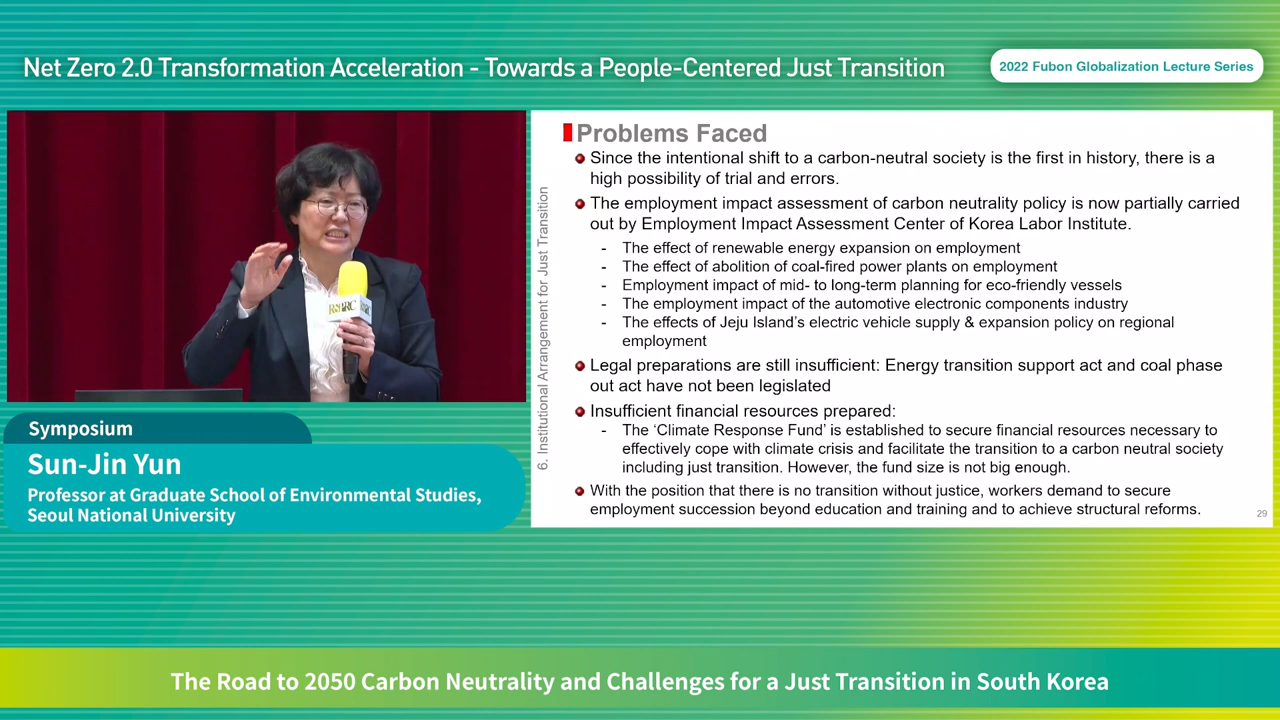 Net Zero 2.0 Transformation Acceleration - Towards a People-Centered Just Transition
2022 Fubon Globalization Lecture Series
Problems Faced
Since the intentional shift to a carbon-neutral society is the first in history, there is a
high possibility of trial and errors.
The employment impact assessment of carbon neutrality policy is now partially carried
out by Employment Impact Assessment Center of Korea Labor Institute.
- The effect of renewable energy expansion on employment
- The effect of abolition of coal-fired power plants on employment
- Employment impact of mid- to long-term planning for eco-friendly vessels
- The employment impact of the automotive electronic components industry
- The effects of Jeju Island's electric vehicle supply & expansion policy on regional
employment
Legal preparations are still insufficient: Energy transition support act and coal phase
out act have not been legislated
Insufficient financial resources prepared:
- The 'Climate Response Fund' is established to secure financial resources necessary to
effectively cope with climate crisis and facilitate the transition to a carbon neutral society
including just transition. However, the fund size is not big enough.
With the position that there is no transition without justice, workers demand to secure
employment succession beyond education and training and to achieve structural reforms.
29
6. Institutional Arrangement for Just Transition
Symposium
Sun-Jin Yun
Professor at Graduate School of Environmental Studies,
Seoul National University
The Road to 2050 Carbon Neutrality and Challenges for a Just Transition in South Korea